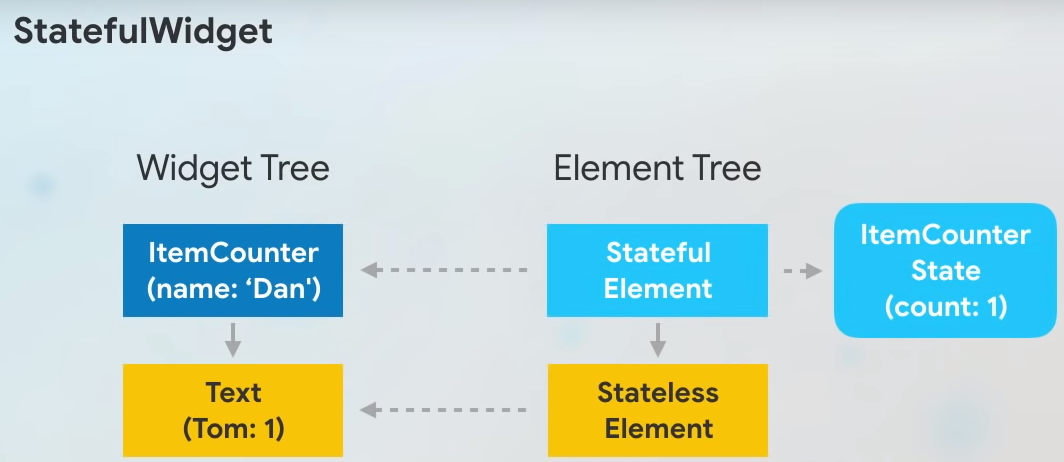 StatefulWidget
Widget Tree
Element Tree
ItemCounter
(name: ‘Dan')
Stateful
Element
ItemCounter
State
(count: 1)
Text
(Tom: 1)
Stateless
Element